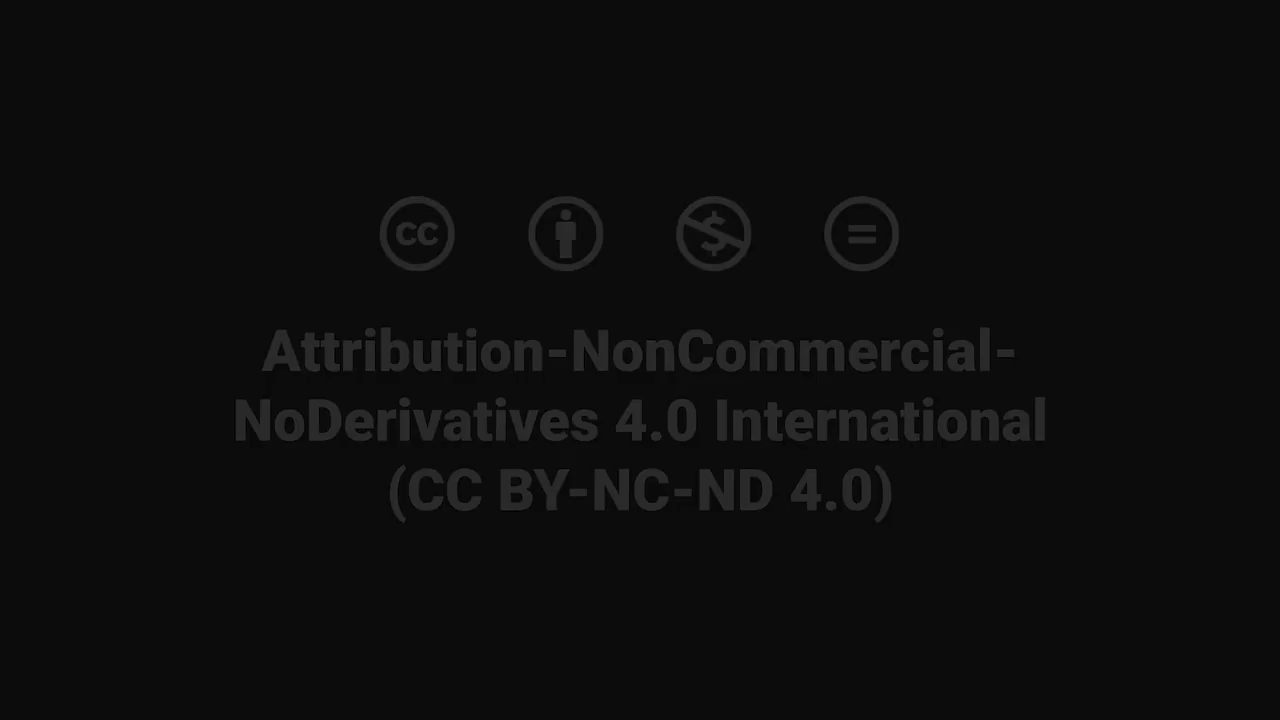 cc
Attribution-NonCommercial-
NoDerivatives 4.0 International
(CC BY-NC-ND 4.0)